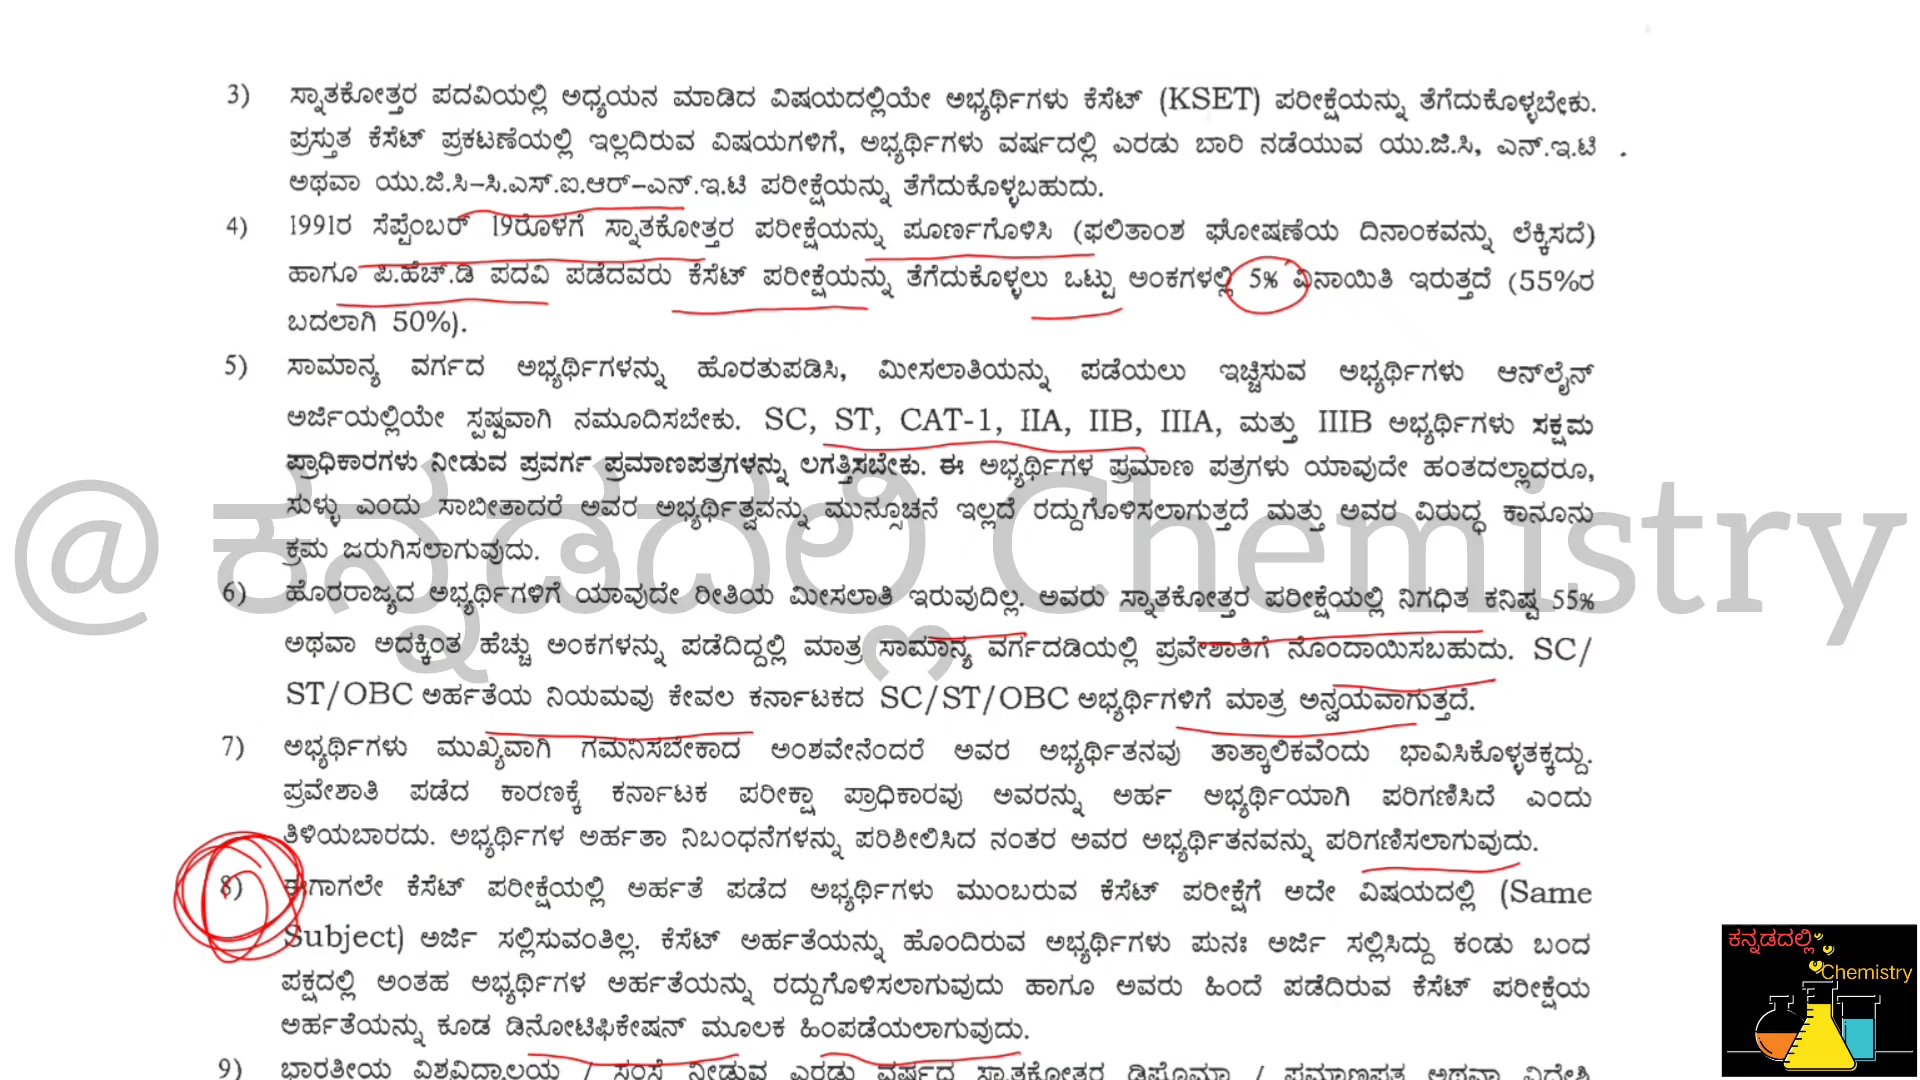 3) ಸ್ನಾತಕೋತ್ತರ ಪದವಿಯಲ್ಲಿ ಅಧ್ಯಯನ ಮಾಡಿದ ವಿಷಯದಲ್ಲಿಯೇ ಅಭ್ಯರ್ಥಿಗಳು ಕೆಸೆಟ್ (KSET) ಪರೀಕ್ಷೆಯನ್ನು ತೆಗೆದುಕೊಳ್ಳಬೇಕು.
ಪ್ರಸ್ತುತ ಕೆಸೆಟ್ ಪ್ರಕಟಣೆಯಲ್ಲಿ ಇಲ್ಲದಿರುವ ವಿಷಯಗಳಿಗೆ, ಅಭ್ಯರ್ಥಿಗಳು ವರ್ಷದಲ್ಲಿ ಎರಡು ಬಾರಿ ನಡೆಯುವ ಯು.ಜಿ.ಸಿ, ಎನ್.ಇ.ಟಿ
ಅಥವಾ ಯು.ಜಿ.ಸಿ–ಸಿ.ಎಸ್.ಐ.ಆರ್–ಎನ್.ಇ.ಟಿ ಪರೀಕ್ಷೆಯನ್ನು ತೆಗೆದುಕೊಳ್ಳಬಹುದು.
4) 1991ರ ಸೆಪ್ಟೆಂಬರ್ 19ರೊಳಗೆ ಸ್ನಾತಕೋತ್ತರ ಪರೀಕ್ಷೆಯನ್ನು ಪೂರ್ಣಗೊಳಿಸಿ (ಫಲಿತಾಂಶ ಘೋಷಣೆಯ ದಿನಾಂಕವನ್ನು ಲೆಕ್ಕಿಸದೆ)
ಹಾಗೂ ಪಿ.ಹೆಚ್.ಡಿ ಪದವಿ ಪಡೆದವರು ಕೆಸೆಟ್ ಪರೀಕ್ಷೆಯನ್ನು ತೆಗೆದುಕೊಳ್ಳಲು ಒಟ್ಟು ಅಂಕಗಳಲ್ಲಿ 5% ವಿನಾಯಿತಿ ಇರುತ್ತದೆ (55%ರ
ಬದಲಾಗಿ 50%).
5) ಸಾಮಾನ್ಯ ವರ್ಗದ ಅಭ್ಯರ್ಥಿಗಳನ್ನು ಹೊರತುಪಡಿಸಿ, ಮೀಸಲಾತಿಯನ್ನು ಪಡೆಯಲು ಇಚ್ಚಿಸುವ ಅಭ್ಯರ್ಥಿಗಳು ಆನ್‌ಲೈನ್
ಅರ್ಜಿಯಲ್ಲಿಯೇ ಸ್ಪಷ್ಟವಾಗಿ ನಮೂದಿಸಬೇಕು. SC, ST, CAT-1, IIA, IIB, IIIA, ಮತ್ತು IIIB ಅಭ್ಯರ್ಥಿಗಳು ಸಕ್ಷಮ
ಪ್ರಾಧಿಕಾರಗಳು ನೀಡುವ ಪ್ರವರ್ಗ ಪ್ರಮಾಣಪತ್ರಗಳನ್ನು ಲಗತ್ತಿಸಬೇಕು. ಈ ಅಭ್ಯರ್ಥಿಗಳ ಪ್ರಮಾಣ ಪತ್ರಗಳು ಯಾವುದೇ ಹಂತದಲ್ಲಾದರೂ,
ಸುಳ್ಳು ಎಂದು ಸಾಬೀತಾದರೆ ಅವರ ಅಭ್ಯರ್ಥಿತ್ವವನ್ನು ಮುನ್ಸೂಚನೆ ಇಲ್ಲದೆ ರದ್ದುಗೊಳಿಸಲಾಗುತ್ತದೆ ಮತ್ತು ಅವರ ವಿರುದ್ಧ ಕಾನೂನು
ಕ್ರಮ ಜರುಗಿಸಲಾಗುವುದು.
@ ಕನ್ನಡದಲ್ಲಿ Chemistry
6) ಹೊರರಾಜ್ಯದ ಅಭ್ಯರ್ಥಿಗಳಿಗೆ ಯಾವುದೇ ರೀತಿಯ ಮೀಸಲಾತಿ ಇರುವುದಿಲ್ಲ. ಅವರು ಸ್ನಾತಕೋತ್ತರ ಪರೀಕ್ಷೆಯಲ್ಲಿ ನಿಗಧಿತ ಕನಿಷ್ಟ 55%
ಅಥವಾ ಅದಕ್ಕಿಂತ ಹೆಚ್ಚು ಅಂಕಗಳನ್ನು ಪಡೆದಿದ್ದಲ್ಲಿ ಮಾತ್ರ ಸಾಮಾನ್ಯ ವರ್ಗದಡಿಯಲ್ಲಿ ಪ್ರವೇಶಾತಿಗೆ ನೊಂದಾಯಿಸಬಹುದು. SC/
ST/OBC ಅರ್ಹತೆಯ ನಿಯಮವು ಕೇವಲ ಕರ್ನಾಟಕದ SC/ST/OBC ಅಭ್ಯರ್ಥಿಗಳಿಗೆ ಮಾತ್ರ ಅನ್ವಯವಾಗುತ್ತದೆ.
7) ಅಭ್ಯರ್ಥಿಗಳು ಮುಖ್ಯವಾಗಿ ಗಮನಿಸಬೇಕಾದ ಅಂಶವೇನೆಂದರೆ ಅವರ ಅಭ್ಯರ್ಥಿತನವು ತಾತ್ಕಾಲಿಕವೆಂದು ಭಾವಿಸಿಕೊಳ್ಳತಕ್ಕದ್ದು.
ಪ್ರವೇಶಾತಿ ಪಡೆದ ಕಾರಣಕ್ಕೆ ಕರ್ನಾಟಕ ಪರೀಕ್ಷಾ ಪ್ರಾಧಿಕಾರವು ಅವರನ್ನು ಅರ್ಹ ಅಭ್ಯರ್ಥಿಯಾಗಿ ಪರಿಗಣಿಸಿದೆ ಎಂದು
ತಿಳಿಯಬಾರದು. ಅಭ್ಯರ್ಥಿಗಳ ಅರ್ಹತಾ ನಿಬಂಧನೆಗಳನ್ನು ಪರಿಶೀಲಿಸಿದ ನಂತರ ಅವರ ಅಭ್ಯರ್ಥಿತನವನ್ನು ಪರಿಗಣಿಸಲಾಗುವುದು.
8) ಈಗಾಗಲೇ ಕೆಸೆಟ್ ಪರೀಕ್ಷೆಯಲ್ಲಿ ಅರ್ಹತೆ ಪಡೆದ ಅಭ್ಯರ್ಥಿಗಳು ಮುಂಬರುವ ಕೆಸೆಟ್ ಪರೀಕ್ಷೆಗೆ ಅದೇ ವಿಷಯದಲ್ಲಿ (Same
Subject) ಅರ್ಜಿ ಸಲ್ಲಿಸುವಂತಿಲ್ಲ. ಕೆಸೆಟ್ ಅರ್ಹತೆಯನ್ನು ಹೊಂದಿರುವ ಅಭ್ಯರ್ಥಿಗಳು ಪುನಃ ಅರ್ಜಿ ಸಲ್ಲಿಸಿದ್ದು ಕಂಡು ಬಂದ
ಪಕ್ಷದಲ್ಲಿ ಅಂತಹ ಅಭ್ಯರ್ಥಿಗಳ ಅರ್ಹತೆಯನ್ನು ರದ್ದುಗೊಳಿಸಲಾಗುವುದು ಹಾಗೂ ಅವರು ಹಿಂದೆ ಪಡೆದಿರುವ ಕೆಸೆಟ್ ಪರೀಕ್ಷೆಯ
ಅರ್ಹತೆಯನ್ನು ಕೂಡ ಡಿನೋಟಿಫಿಕೇಷನ್ ಮೂಲಕ ಹಿಂಪಡೆಯಲಾಗುವುದು.
9) ಭಾರತೀಯ ವಿಶ್ವವಿದ್ಯಾಲಯ / ಸಂಸ್ಥೆ ನೀಡುವ ಎರಡು ವರ್ಷದ ಸ್ನಾತಕೋತ್ತರ ಡಿಪ್ಲೊಮಾ / ಪ್ರಮಾಣಪತ್ರ ಅಥವಾ ವಿದೇಶಿ
ಕನ್ನಡದಲ್ಲಿ
Chemistry